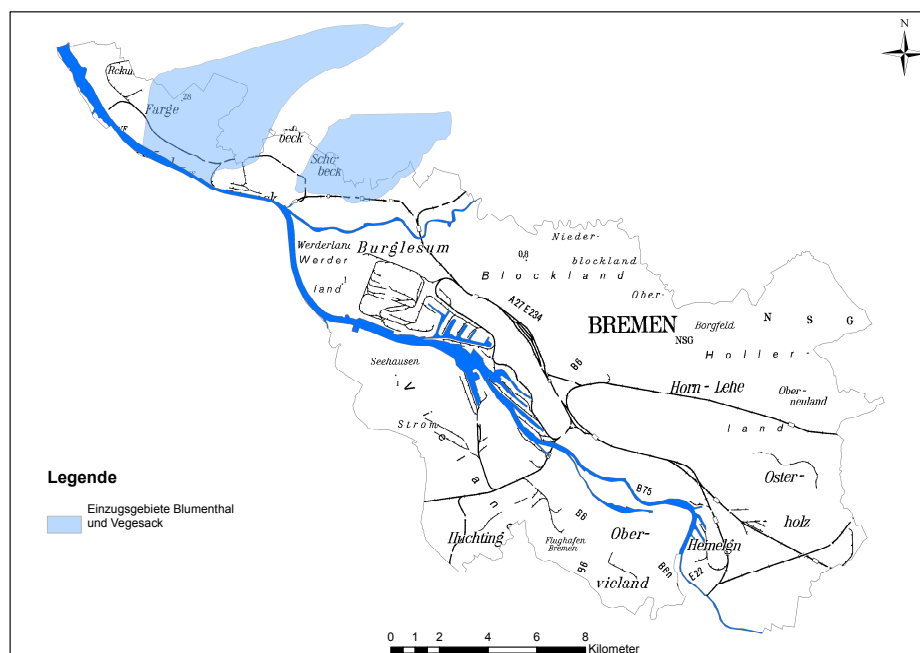 N
Farge
28
beck
Scho-
beck
Werderland
Burglesum
Werder
land
Nieder-
0,8
blockland
Blockland
Ober-
A27 E234
BREMEN
Borgfeld
N S G
NSG
Holler-
Seehausen
B6
Horn-Lehe
Ober-
neuland
land
Strom
Legende
Einzugsgebiete Blumenthal
und Vegesack
B75
Oster-
B6
Ober-
holz
Huchting
Flughafen
Bremen
B6
vieland
E22
0 1 2 4 6 8
Kilometer